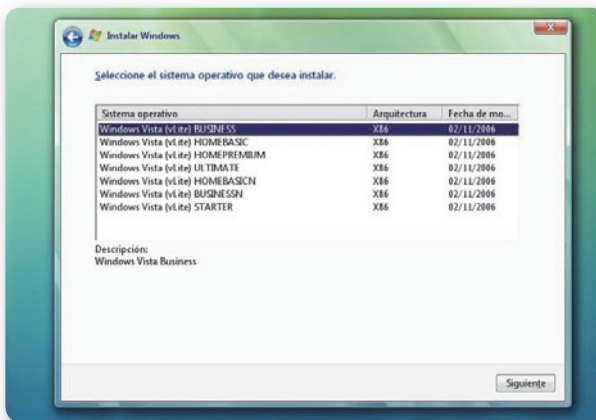 Instalar Windows
Seleccione el sistema operativo que desea instalar.
Sistema operativo Arquitectura Fecha de mo...
Windows Vista (vLite) BUSINESS X86 02/11/2006
Windows Vista (vLite) HOMEBASIC X86 02/11/2006
Windows Vista (vLite) HOMEPREMIUM X86 02/11/2006
Windows Vista (vLite) ULTIMATE X86 02/11/2006
Windows Vista (vLite) HOMEBASICN X86 02/11/2006
Windows Vista (vLite) BUSINESSN X86 02/11/2006
Windows Vista (vLite) STARTER X86 02/11/2006
Descripción:
Windows Vista Business
Siguiente